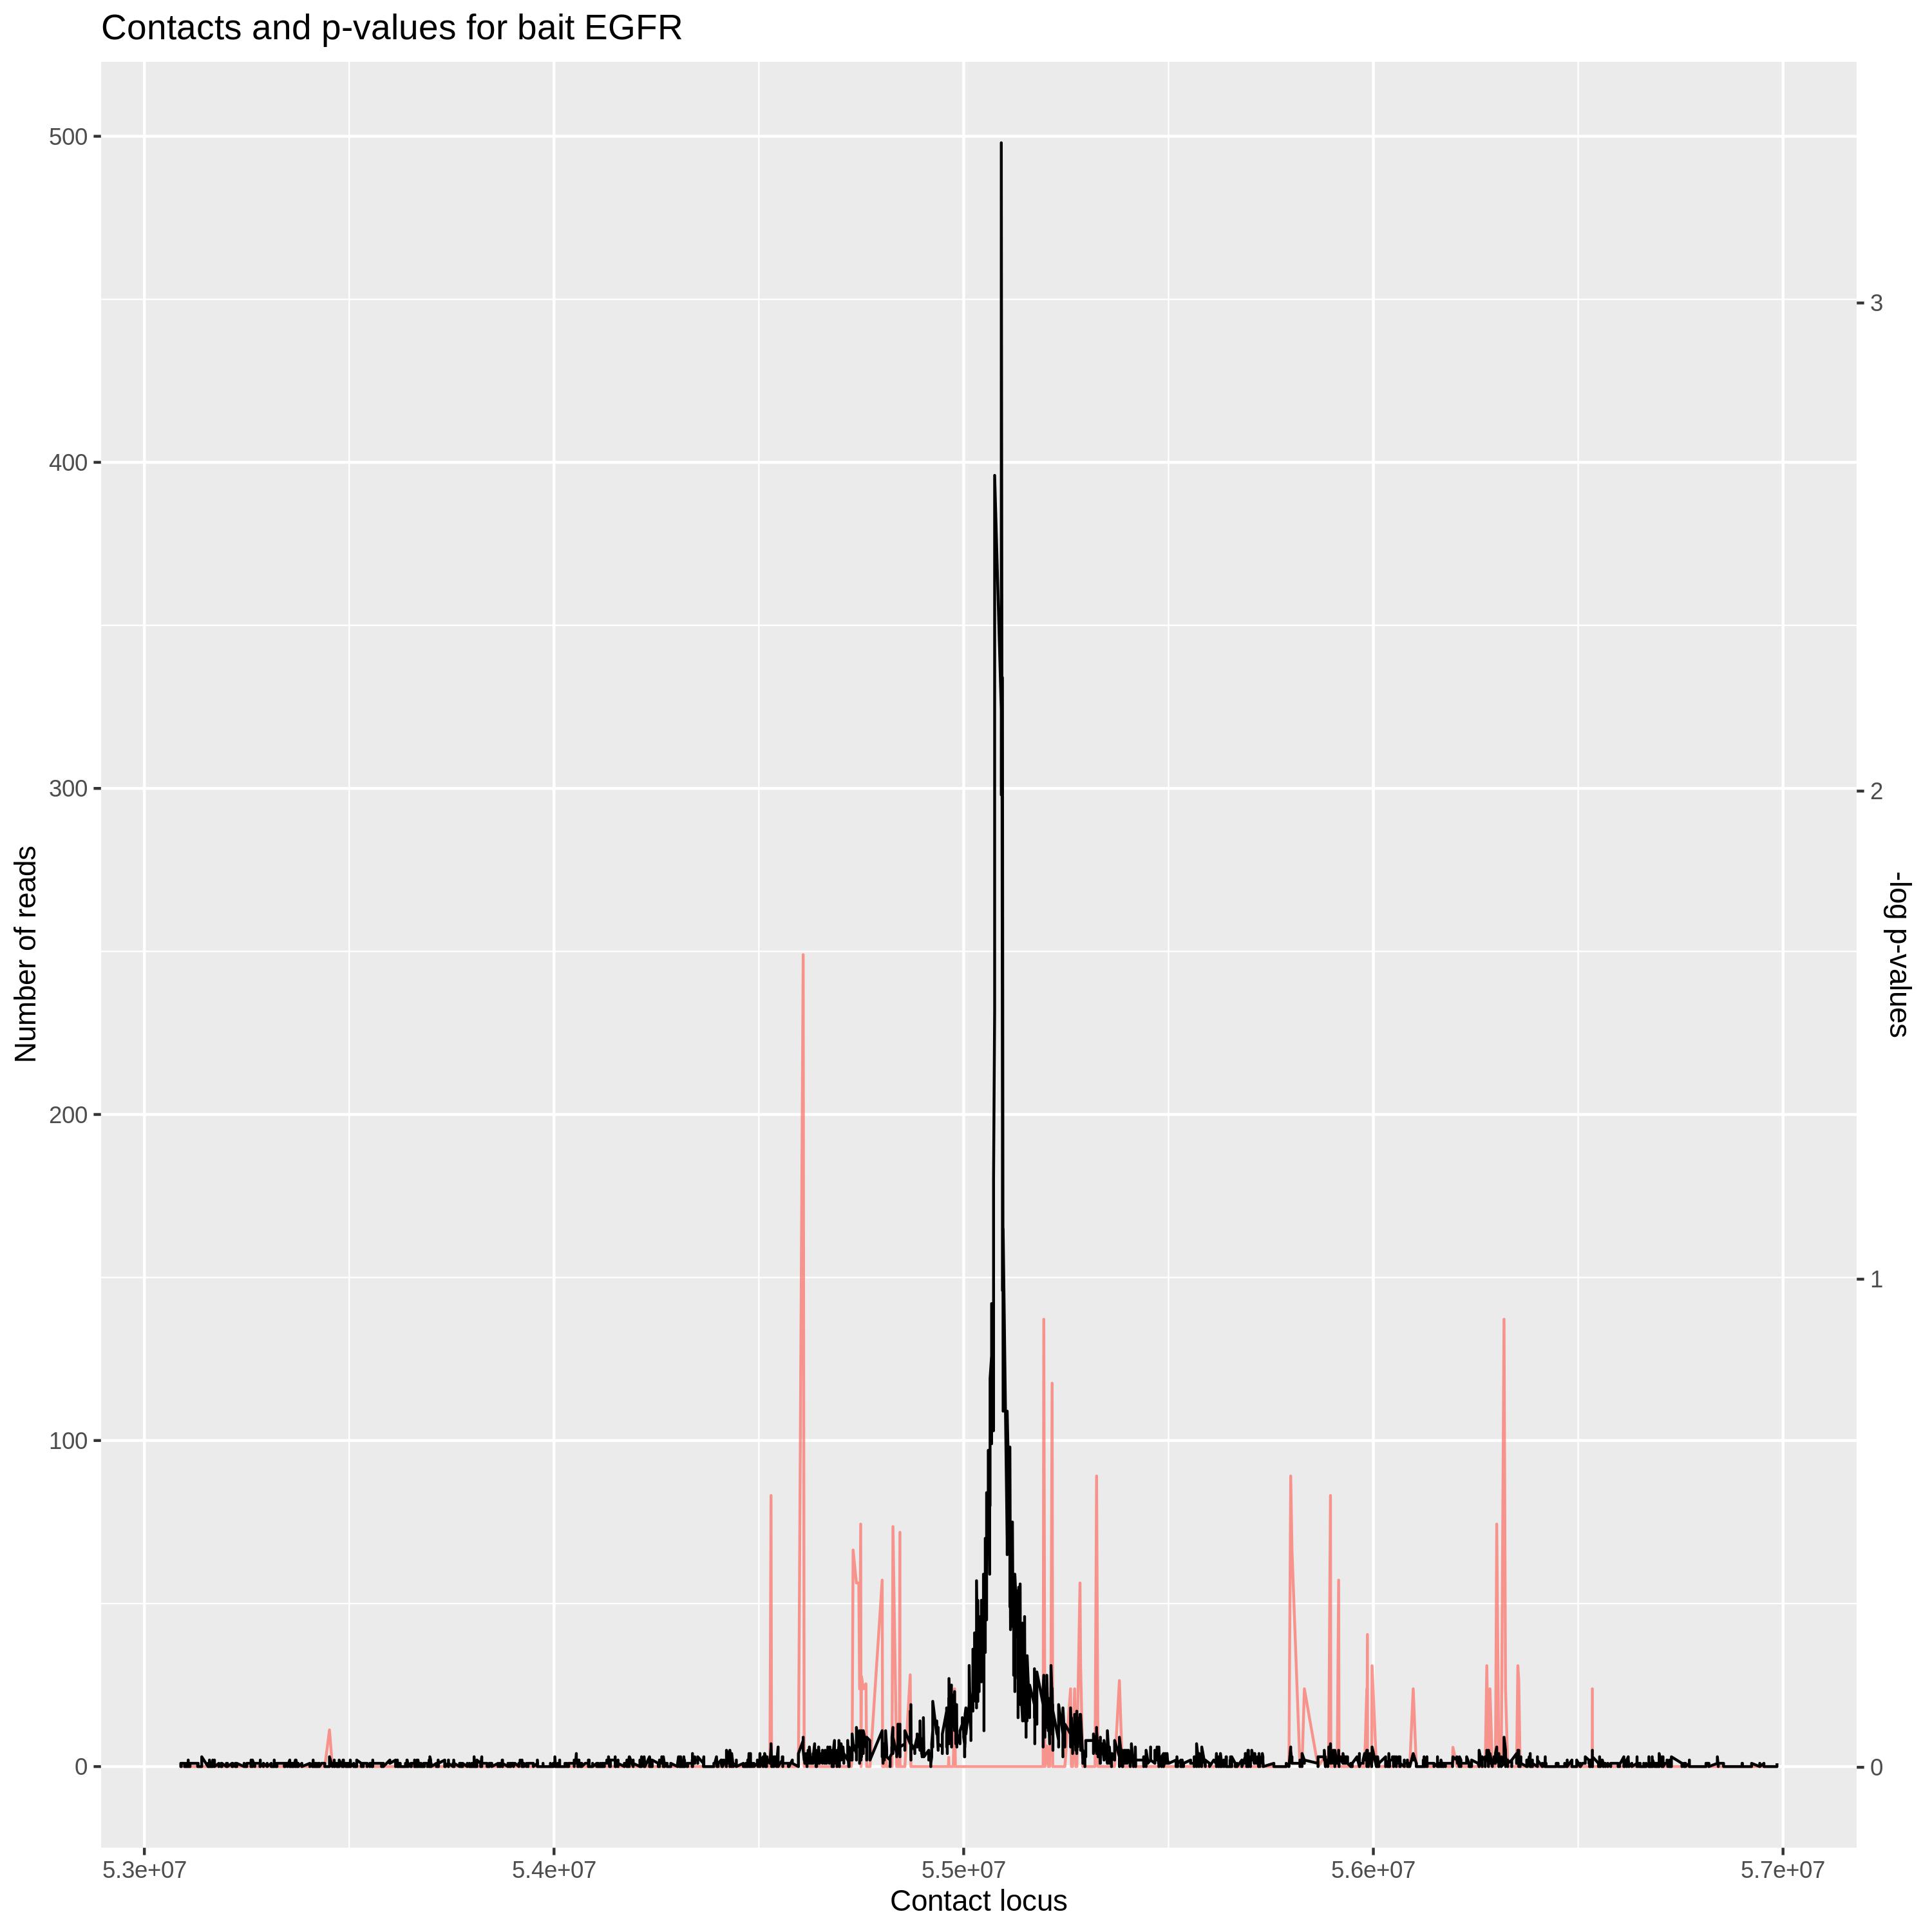 Contacts and p-values for bait EGFR
500
400
300
200
100
0
Number of reads
3
2
1
0
-log p-values
5.3e+07
5.4e+07
5.5e+07
5.6e+07
5.7e+07
Contact locus